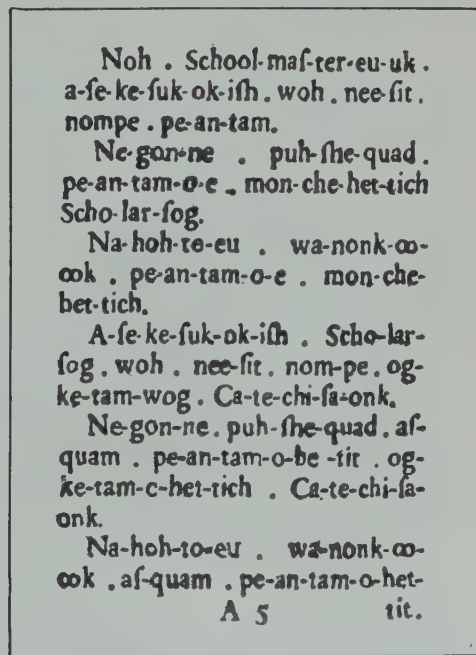 Noh . School-maſ-ter-eu-uk .
a-ſe-ke-ſuk-ok-iſh . woh . nee-ſit .
nompe . pe-an-tam.
Ne-gon-ne . puh-ſhe-quad .
pe-an-tam-o-e . mon-che-het-tich
Scho-lar-ſog.
Na-hoh-to-eu . wa-nonk-ꝏ-
ꝏk . pe-an-tam-o-e . mon-che-
het-tich.
A-ſe-ke-ſuk-ok-iſh . Scho-lar-
ſog . woh . nee-ſit . nom-pe . og-
ke-tam-wog . Ca-te-chi-ſa-onk.
Ne-gon-ne . puh-ſhe-quad . aſ-
quam . pe-an-tam-o-he -tit . og-
ke-tam-c-het-tich . Ca-te-chi-ſa-
onk.
Na-hoh-to-eu . wa-nonk-ꝏ-
ꝏk . aſ-quam . pe-an-tam-o-het-
A 5 tit.